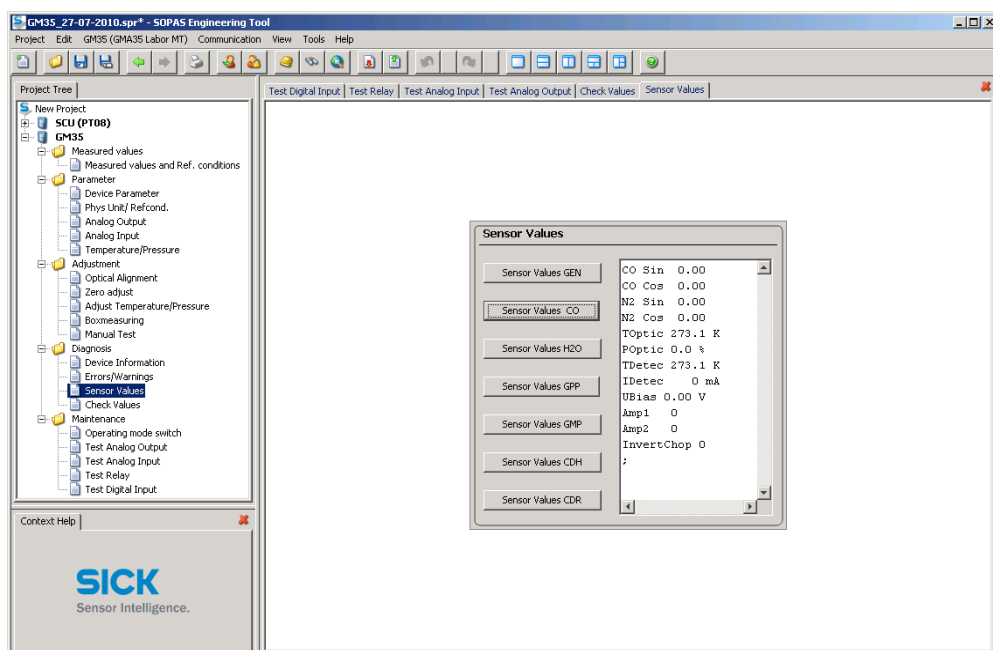 GM35_27-07-2010.spr* - SOPAS Engineering Tool
Project Edit GM35 (GMA35 Labor MT) Communication View Tools Help
Project Tree
New Project
SCU (PT08)
GM35
Measured values
Measured values and Ref. conditions
Parameter
Device Parameter
Phys Unit/ Refcond.
Analog Output
Analog Input
Temperature/Pressure
Adjustment
Optical Alignment
Zero adjust
Adjust Temperature/Pressure
Boxmeasuring
Manual Test
Diagnosis
Device Information
Errors/Warnings
Sensor Values
Check Values
Maintenance
Operating mode switch
Test Analog Output
Test Analog Input
Test Relay
Test Digital Input
Context Help
SICK
Sensor Intelligence.
Test Digital Input Test Relay Test Analog Input Test Analog Output Check Values Sensor Values
Sensor Values
Sensor Values GEN
Sensor Values CO
Sensor Values H2O
Sensor Values GPP
Sensor Values GMP
Sensor Values CDH
Sensor Values CDR
CO Sin 0.00
CO Cos 0.00
N2 Sin 0.00
N2 Cos 0.00
TOptic 273.1 K
POptic 0.0 %
TDetec 273.1 K
IDetec 0 mA
UBias 0.00 V
Amp1 0
Amp2 0
InvertChop 0
;